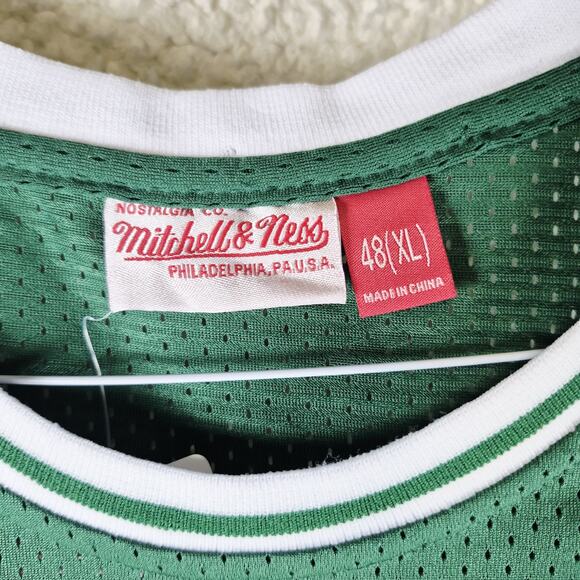 NOSTALGIA CO.
Mitchell & Ness
PHILADELPHIA, PA. U.S.A.
48(XL)
MADE IN CHINA